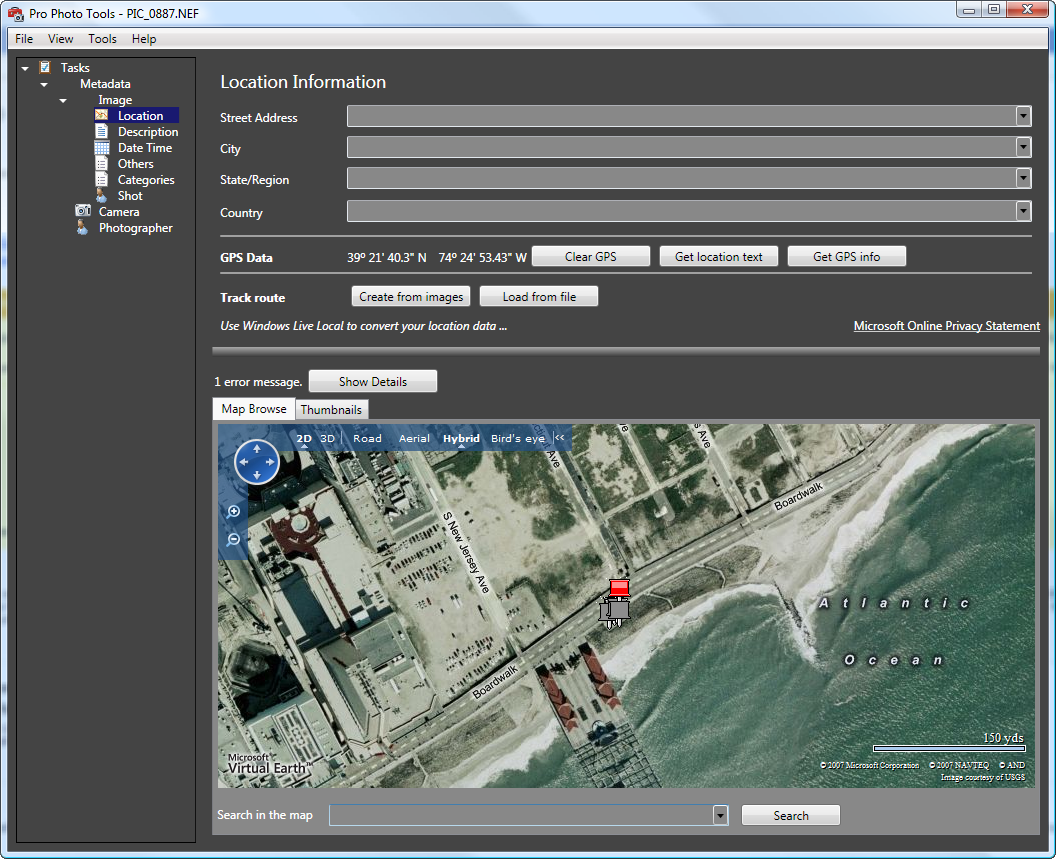 Pro Photo Tools - PIC_0887.NEF
File View Tools Help
Tasks
Metadata
Image
Location
Description
Date Time
Others
Categories
Shot
Camera
Photographer
Location Information
Street Address
City
State/Region
Country
GPS Data 39º 21' 40.3" N 74º 24' 53.43" W Clear GPS Get location text Get GPS info
Track route Create from images Load from file
Use Windows Live Local to convert your location data ... Microsoft Online Privacy Statement
1 error message. Show Details
Map Browse Thumbnails
2D 3D Road Aerial Hybrid Bird's eye <<
Ave
s Ave
Boardwalk
S New Jersey Ave
Atlantic
Ocean
Boardwalk
150 yds
Microsoft
Virtual Earth™
© 2007 Microsoft Corporation © 2007 NAVTEQ © AND
Image courtesy of USGS
Search in the map Search